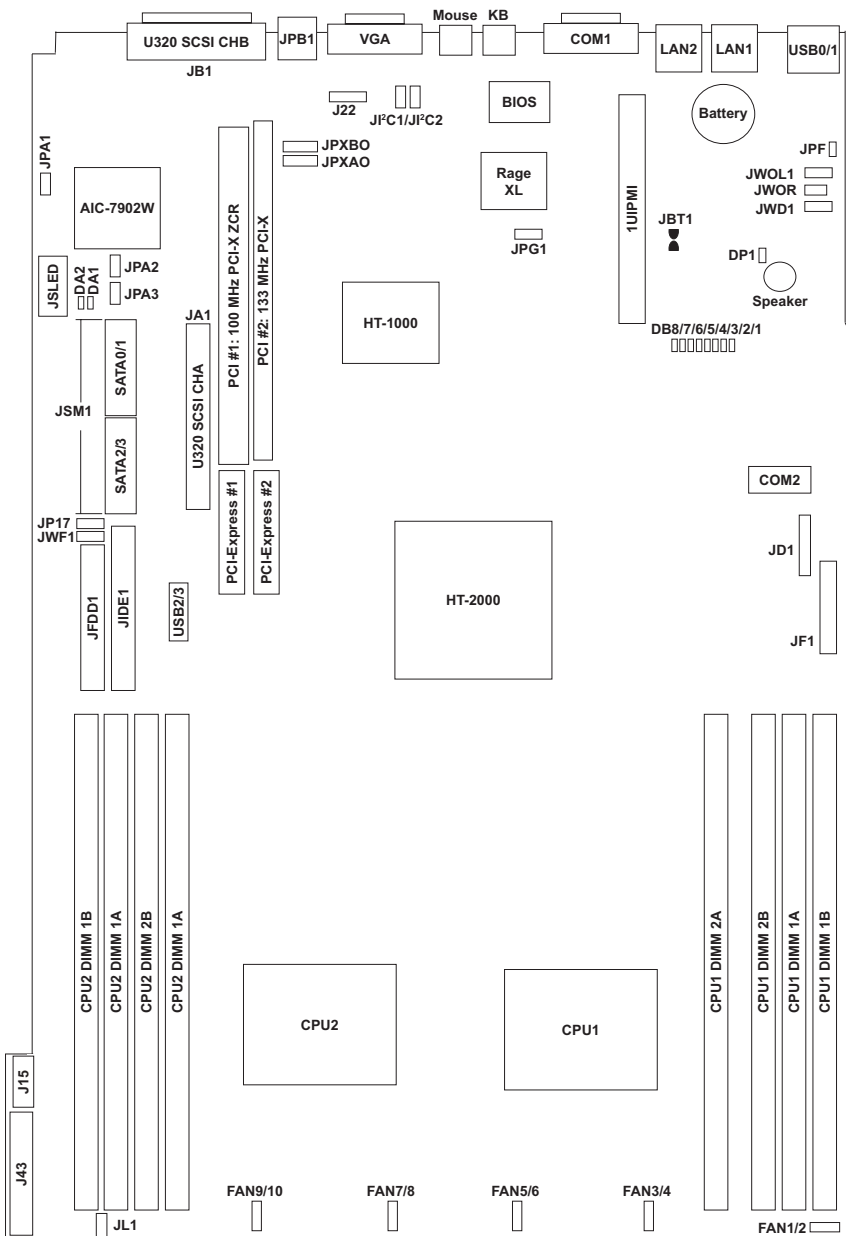 Mouse KB
U320 SCSI CHB
JPB1
VGA
COM1
LAN2
LAN1
USB0/1
JB1
J22
JI²C1/JI²C2
BIOS
Battery
JPA1
JPXBO
JPXAO
JPF
JWOL1
JWOR
JWD1
Rage
XL
1UIPMI
AIC-7902W
JBT1
JPG1
DP1
Speaker
JSLED
DA2
DA1
JPA2
JPA3
JA1
PCI #1: 100 MHz PCI-X ZCR
PCI #2: 133 MHz PCI-X
HT-1000
DB8/7/6/5/4/3/2/1
SATA0/1
JSM1
U320 SCSI CHA
SATA2/3
COM2
JP17
JWF1
PCI-Express #1
PCI-Express #2
JD1
JFDD1
JIDE1
USB2/3
HT-2000
JF1
CPU2 DIMM 1B
CPU2 DIMM 1A
CPU2 DIMM 2B
CPU2 DIMM 1A
CPU1 DIMM 2A
CPU1 DIMM 2B
CPU1 DIMM 1A
CPU1 DIMM 1B
CPU2
CPU1
J15
J43
FAN9/10
FAN7/8
FAN5/6
FAN3/4
JL1
FAN1/2